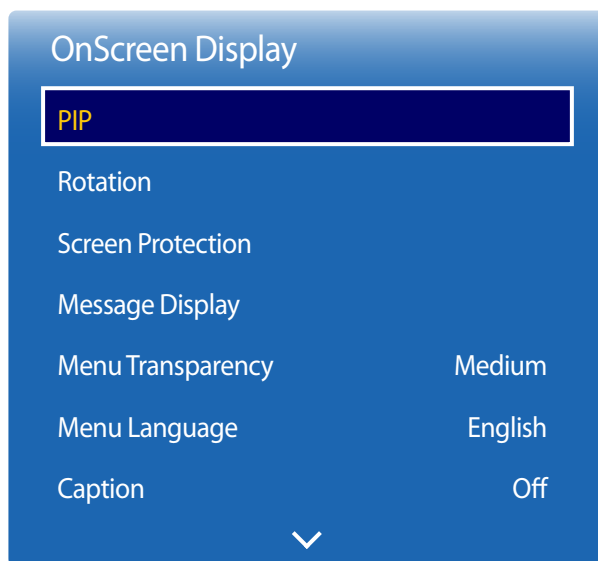 OnScreen Display
PIP
Rotation
Screen Protection
Message Display
Menu Transparency Medium
Menu Language English
Caption Off